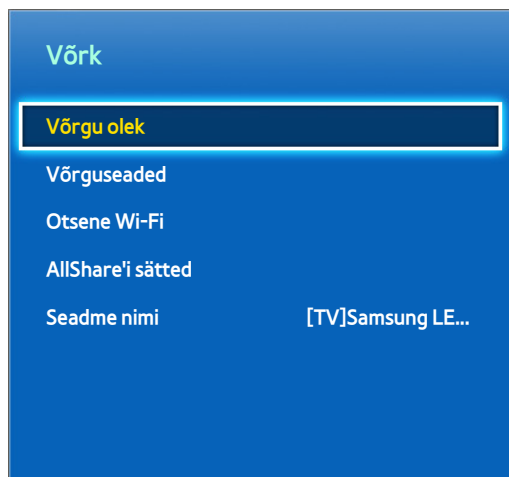 Võrk
Võrgu olek
Võrguseaded
Otsene Wi-Fi
AllShare'i sätted
Seadme nimi [TV]Samsung LE...